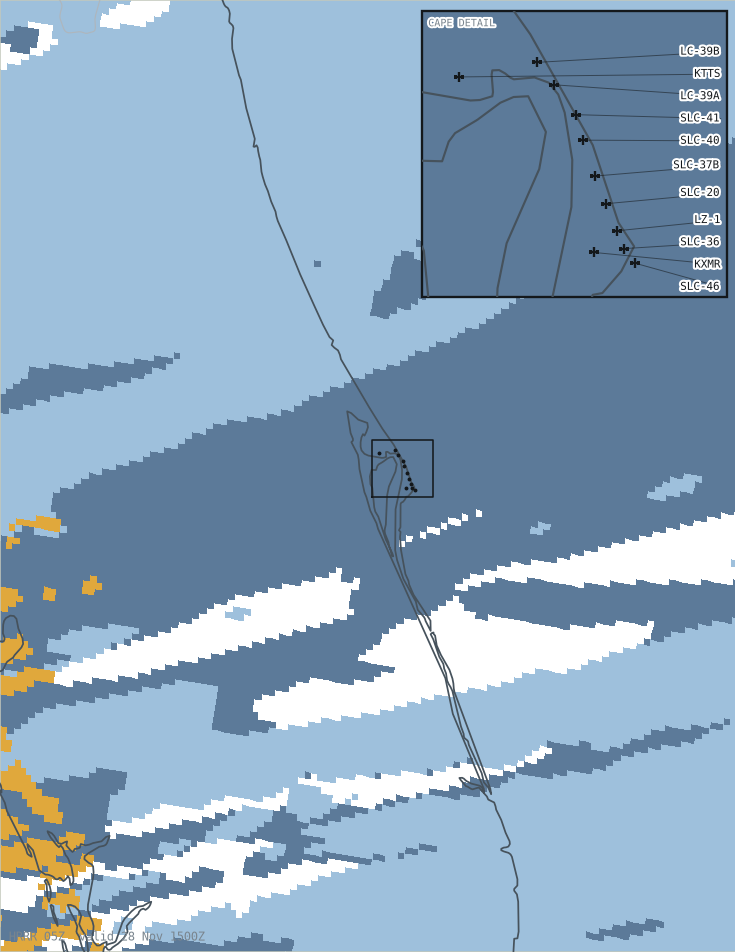 CAPE DETAIL
LC-39B
KTTS
LC-39A
SLC-41
SLC-40
SLC-37B
SLC-20
LZ-1
SLC-36
KXMR
SLC-46
05Z valid 28 Nov 1500Z